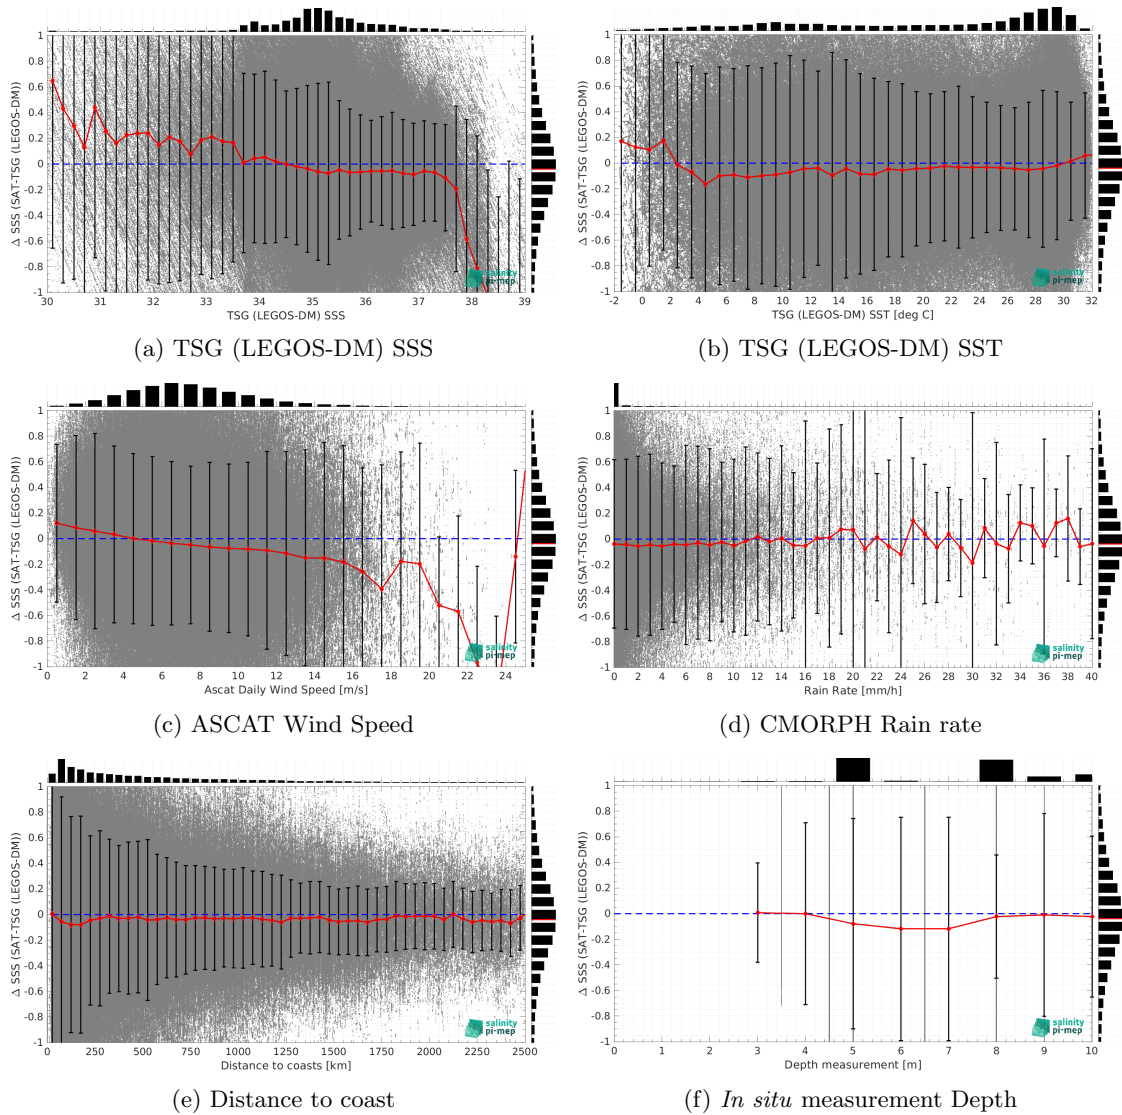 1
0.8
0.6
0.4
0.2
0
-0.2
-0.4
-0.6
-0.8
-1
Δ SSS (SAT-TSG (LEGOS-DM))
30 31 32 33 34 35 36 37 38 39
TSG (LEGOS-DM) SSS
salinity
pi-mep
(a) TSG (LEGOS-DM) SSS
1
0.8
0.6
0.4
0.2
0
-0.2
-0.4
-0.6
-0.8
-1
Δ SSS (SAT-TSG (LEGOS-DM))
-2 0 2 4 6 8 10 12 14 16 18 20 22 24 26 28 30 32
TSG (LEGOS-DM) SST [deg C]
salinity
pi-mep
(b) TSG (LEGOS-DM) SST
1
0.8
0.6
0.4
0.2
0
-0.2
-0.4
-0.6
-0.8
-1
Δ SSS (SAT-TSG (LEGOS-DM))
0 2 4 6 8 10 12 14 16 18 20 22 24
Ascat Daily Wind Speed [m/s]
salinity
pi-mep
(c) ASCAT Wind Speed
1
0.8
0.6
0.4
0.2
0
-0.2
-0.4
-0.6
-0.8
-1
Δ SSS (SAT-TSG (LEGOS-DM))
0 2 4 6 8 10 12 14 16 18 20 22 24 26 28 30 32 34 36 38 40
Rain Rate [mm/h]
salinity
pi-mep
(d) CMORPH Rain rate
1
0.8
0.6
0.4
0.2
0
-0.2
-0.4
-0.6
-0.8
-1
Δ SSS (SAT-TSG (LEGOS-DM))
0 250 500 750 1000 1250 1500 1750 2000 2250 2500
Distance to coasts [km]
salinity
pi-mep
(e) Distance to coast
1
0.8
0.6
0.4
0.2
0
-0.2
-0.4
-0.6
-0.8
-1
Δ SSS (SAT-TSG (LEGOS-DM))
0 1 2 3 4 5 6 7 8 9 10
Depth measurement [m]
salinity
pi-mep
(f) In situ measurement Depth